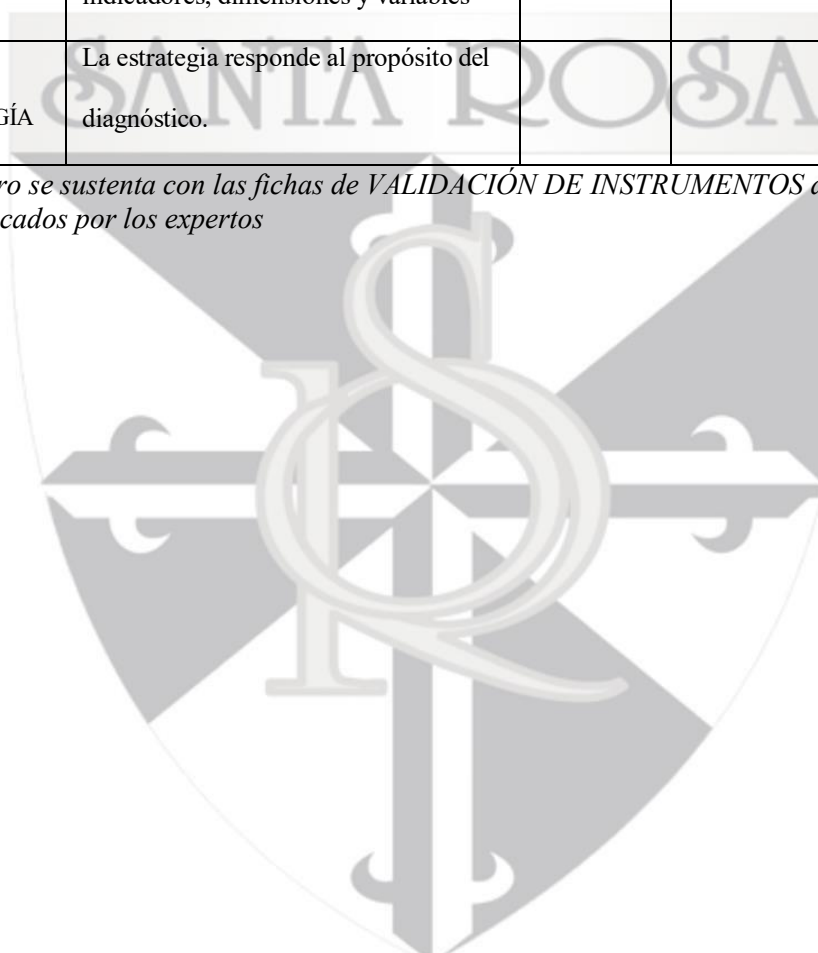 indicadores, dimensiones y variables
SANTA ROSA
La estrategia responde al propósito del
GÍA diagnóstico.
ro se sustenta con las fichas de VALIDACIÓN DE INSTRUMENTOS
cados por los expertos